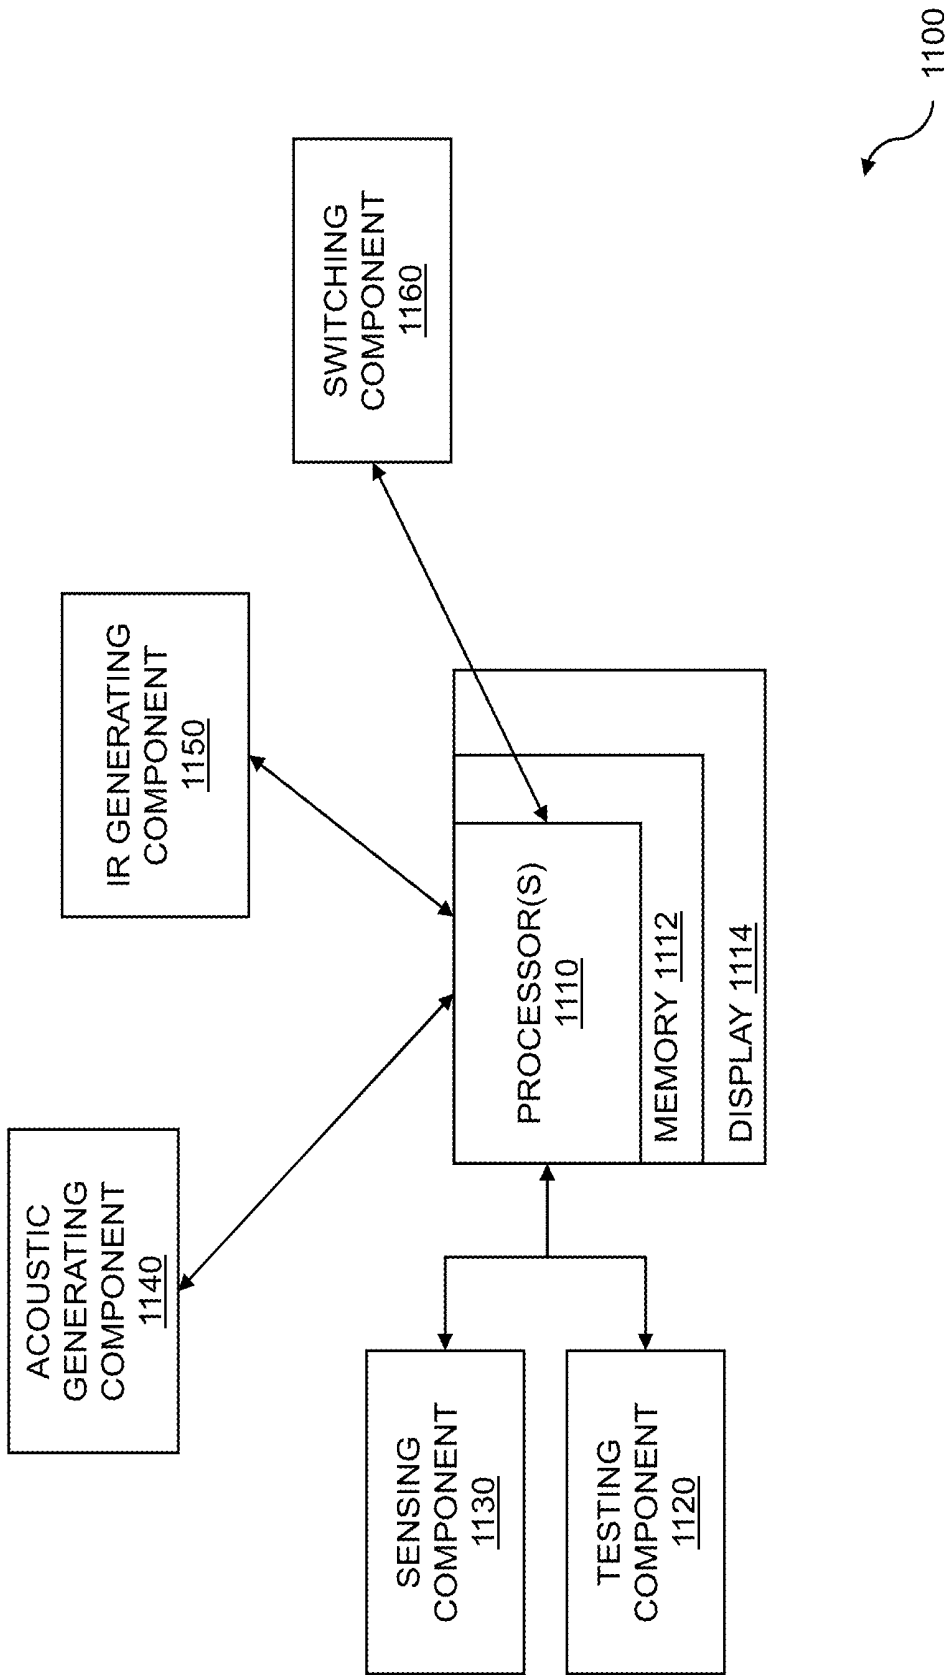 ACOUSTIC
GENERATING
COMPONENT
1140
IR GENERATING
COMPONENT
1150
SWITCHING
COMPONENT
1160
SENSING
COMPONENT
1130
TESTING
COMPONENT
1120
PROCESSOR(S)
1110
MEMORY 1112
DISPLAY 1114
1100